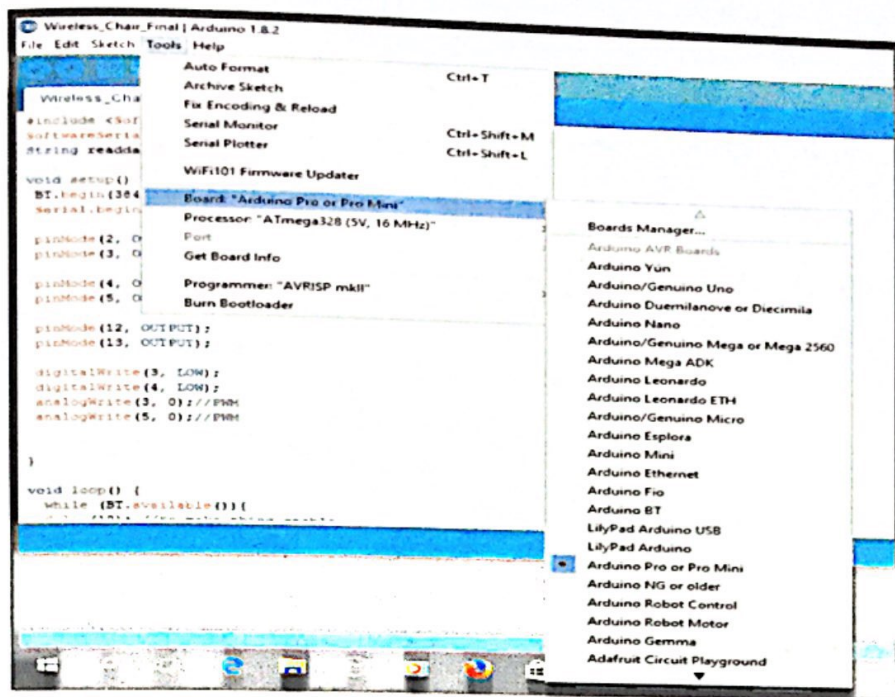 Wireless_Chair_Final | Arduino 1.8.2
File Edit Sketch Tools Help
Auto Format Ctrl+T
Archive Sketch
Fix Encoding & Reload
Serial Monitor Ctrl+Shift+M
Serial Plotter Ctrl+Shift+L
WiFi101 Firmware Updater
Board: "Arduino Pro or Pro Mini"
Processor: "ATmega328 (5V, 16 MHz)"
Port
Get Board Info
Programmer: "AVRISP mkII"
Burn Bootloader
Wireless_Cha
#include <Sof
SoftwareSeria
String readda
void setup()
BT.begin(384
Serial.begin
pinMode(2, O
pinMode(3, O
pinMode(4, O
pinMode(5, O
pinMode(12, OUTPUT);
pinMode(13, OUTPUT);
digitalWrite(3, LOW);
digitalWrite(4, LOW);
analogWrite(3, 0);//PWM
analogWrite(5, 0);//PWM
}
void loop() {
while (BT.available()){
Boards Manager...
Arduino AVR Boards
Arduino Yún
Arduino/Genuino Uno
Arduino Duemilanove or Diecimila
Arduino Nano
Arduino/Genuino Mega or Mega 2560
Arduino Mega ADK
Arduino Leonardo
Arduino Leonardo ETH
Arduino/Genuino Micro
Arduino Esplora
Arduino Mini
Arduino Ethernet
Arduino Fio
Arduino BT
LilyPad Arduino USB
LilyPad Arduino
Arduino Pro or Pro Mini
Arduino NG or older
Arduino Robot Control
Arduino Robot Motor
Arduino Gemma
Adafruit Circuit Playground